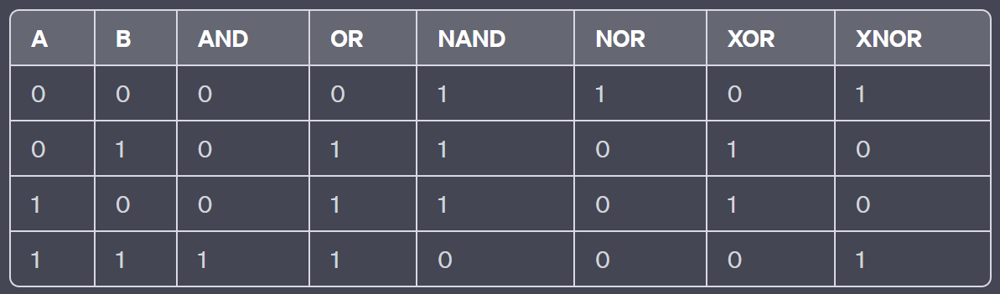 A B AND OR NAND NOR XOR XNOR
0 0 0 0 1 1 0 1
0 1 0 1 1 0 1 0
1 0 0 1 1 0 1 0
1 1 1 1 0 0 0 1